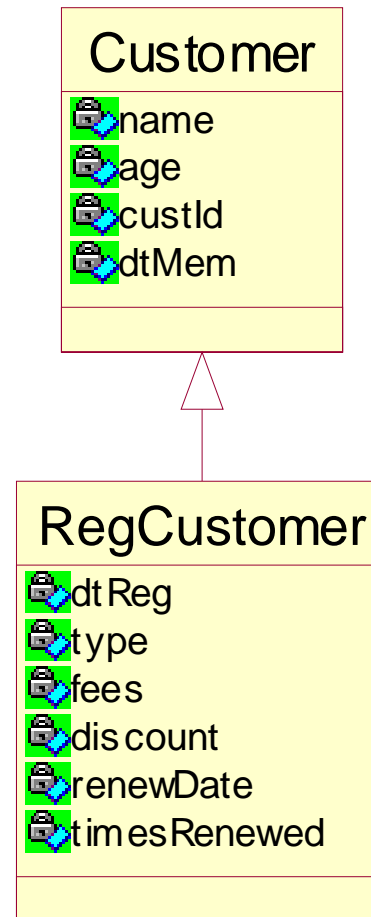 Customer
name
age
custId
dtMem
RegCustomer
dtReg
type
fees
discount
renewDate
timesRenewed